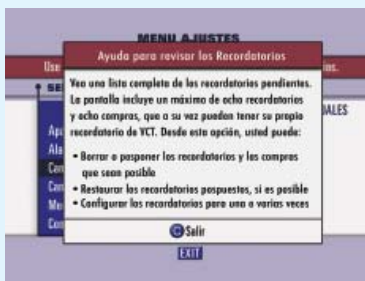 MENU AJUSTES
Use
Ayuda para revisar los Recordatorios
ios.
Vea una lista completa de los recordatorios pendientes.
La pantalla incluye un máximo de ocho recordatorios
y ocho compras, que a su vez pueden tener su propio
recordatorio de VCT. Desde esta opción, usted puede:
• Borrar o posponer los recordatorios y las compras
que sean posible
• Restaurar los recordatorios pospuestos, si es posible
• Configurar los recordatorios para una o varias veces
C Salir
EXIT